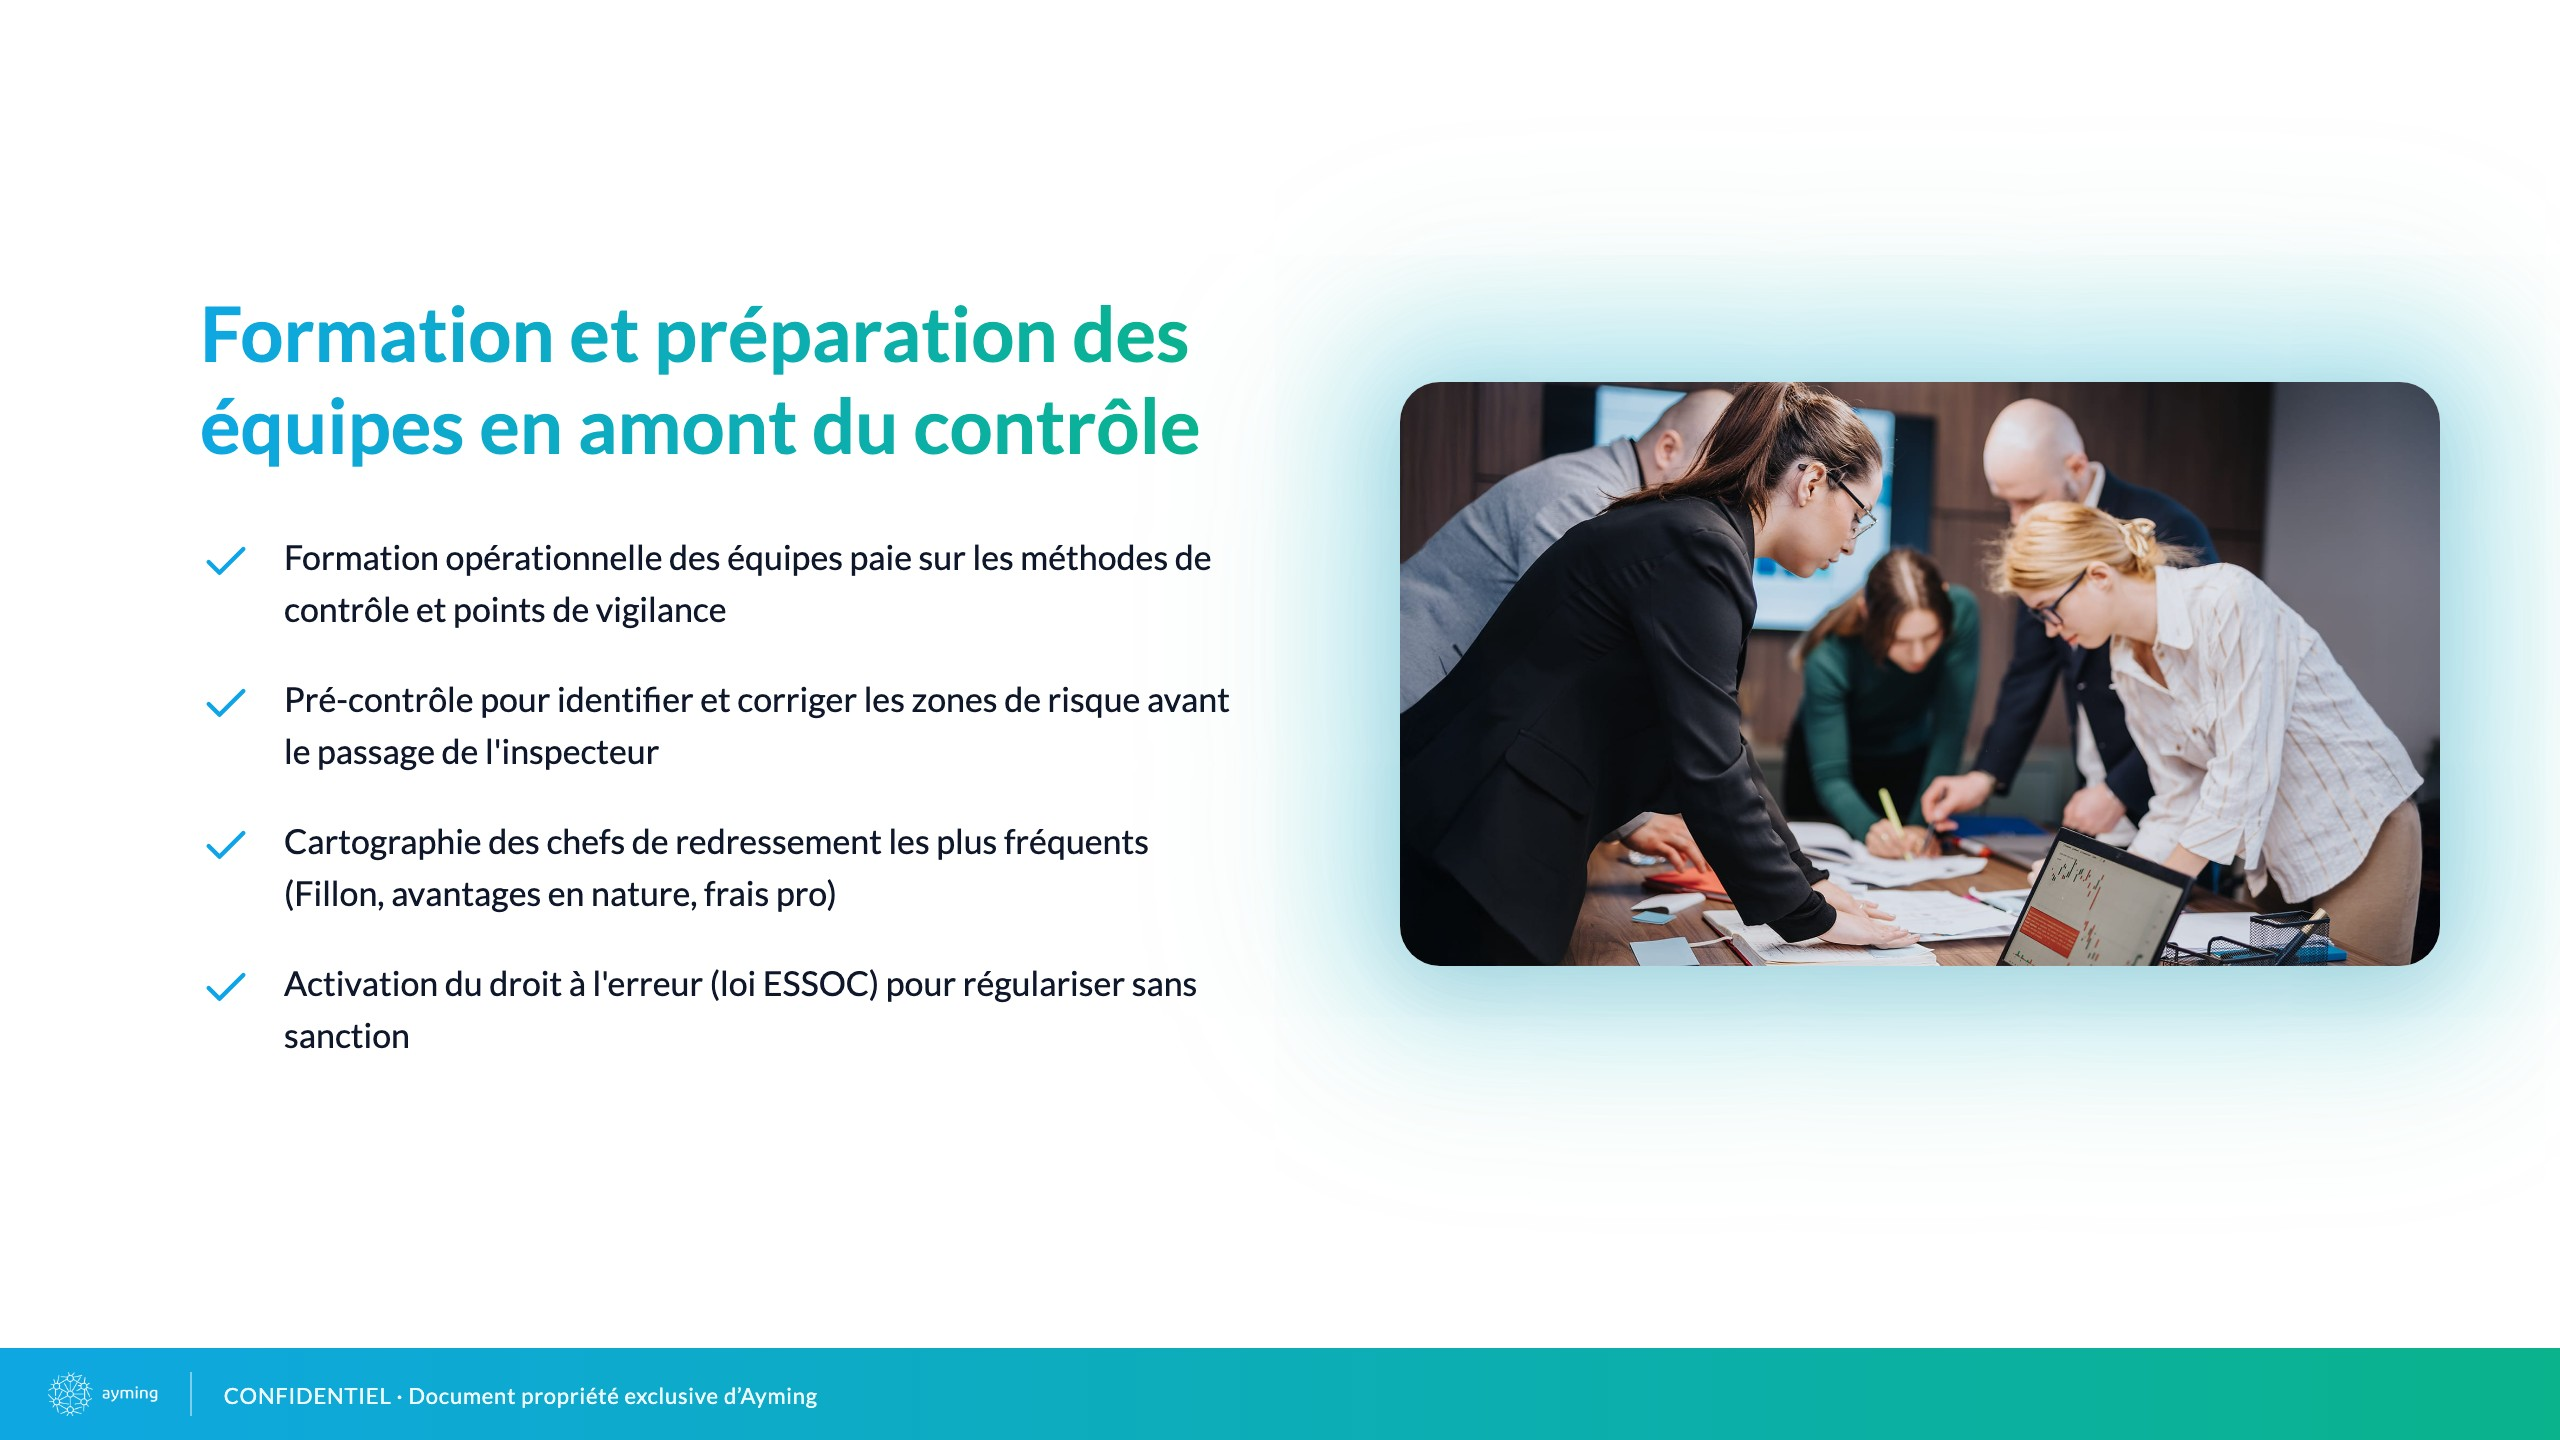 Formation et préparation des
équipes en amont du contrôle
Formation opérationnelle des équipes paie sur les méthodes de
contrôle et points de vigilance
Pré-contrôle pour identifier et corriger les zones de risque avant
le passage de l'inspecteur
Cartographie des chefs de redressement les plus fréquents
(Fillon, avantages en nature, frais pro)
Activation du droit à l'erreur (loi ESSOC) pour régulariser sans
sanction
ayming
CONFIDENTIEL · Document propriété exclusive d’Ayming